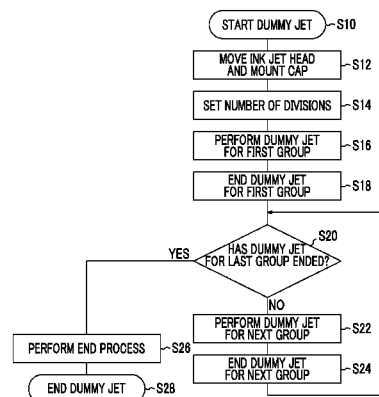 START DUMMY JET
S10
MOVE INK JET HEAD
AND MOUNT CAP
S12
SET NUMBER OF DIVISIONS
S14
PERFORM DUMMY JET
FOR FIRST GROUP
S16
END DUMMY JET
FOR FIRST GROUP
S18
S20
HAS DUMMY JET
FOR LAST GROUP ENDED?
YES
NO
PERFORM DUMMY JET
FOR NEXT GROUP
S22
PERFORM END PROCESS
S26
END DUMMY JET
FOR NEXT GROUP
S24
END DUMMY JET
S28